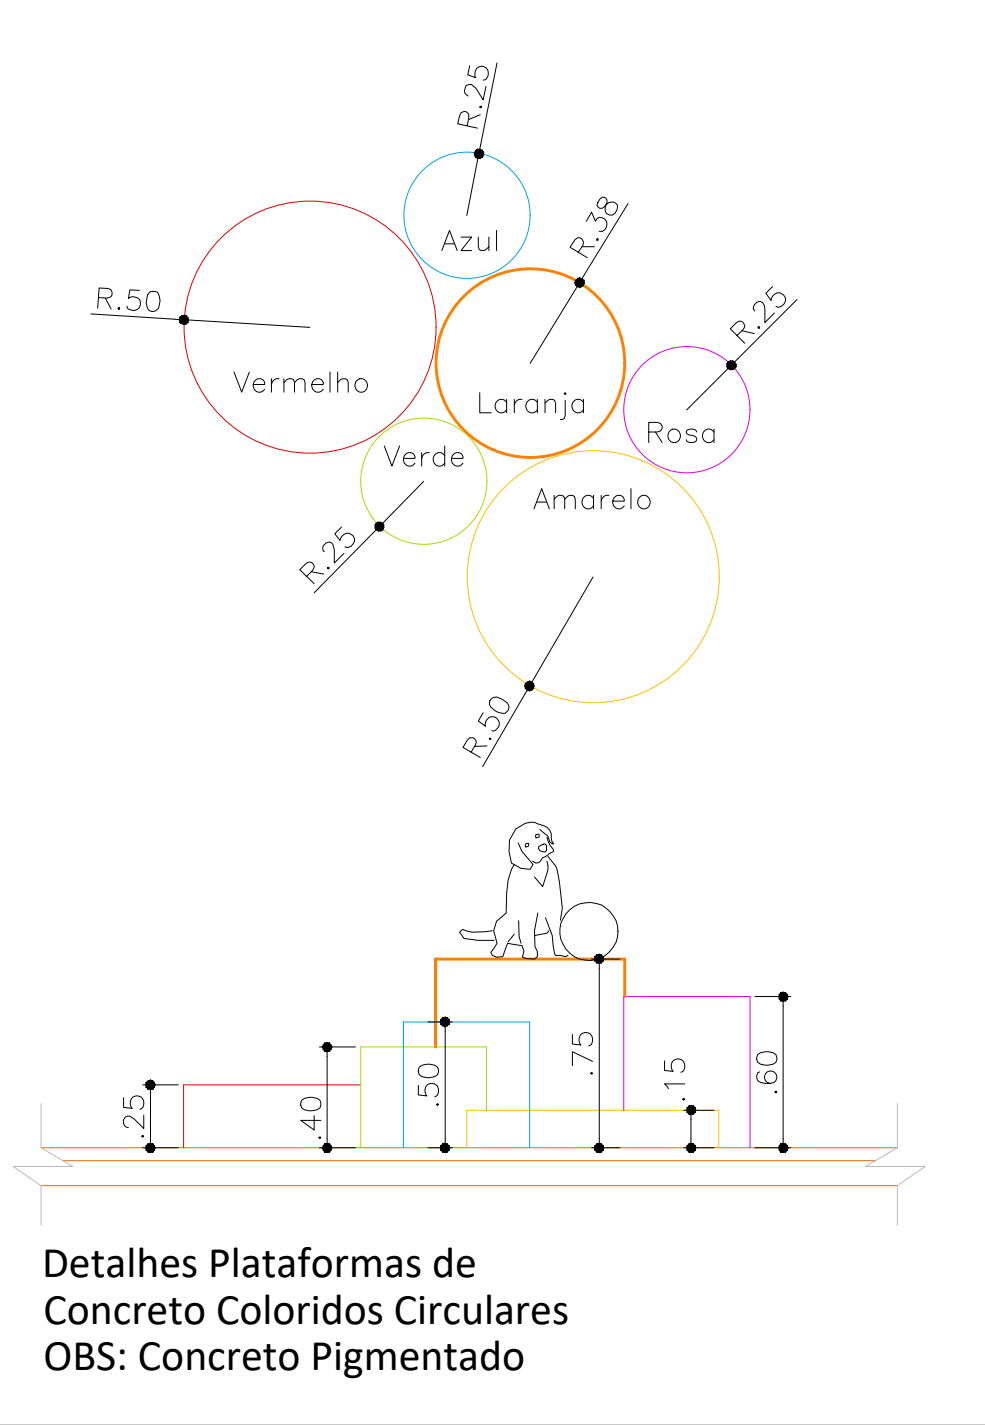 R.25
R.38
Azul
R.50
R.25
Vermelho
Laranja
Rosa
Verde
Amarelo
R.25
R.50
.25
.40
.50
.75
.15
.60
Detalhes Plataformas de
Concreto Coloridos Circulares
OBS: Concreto Pigmentado